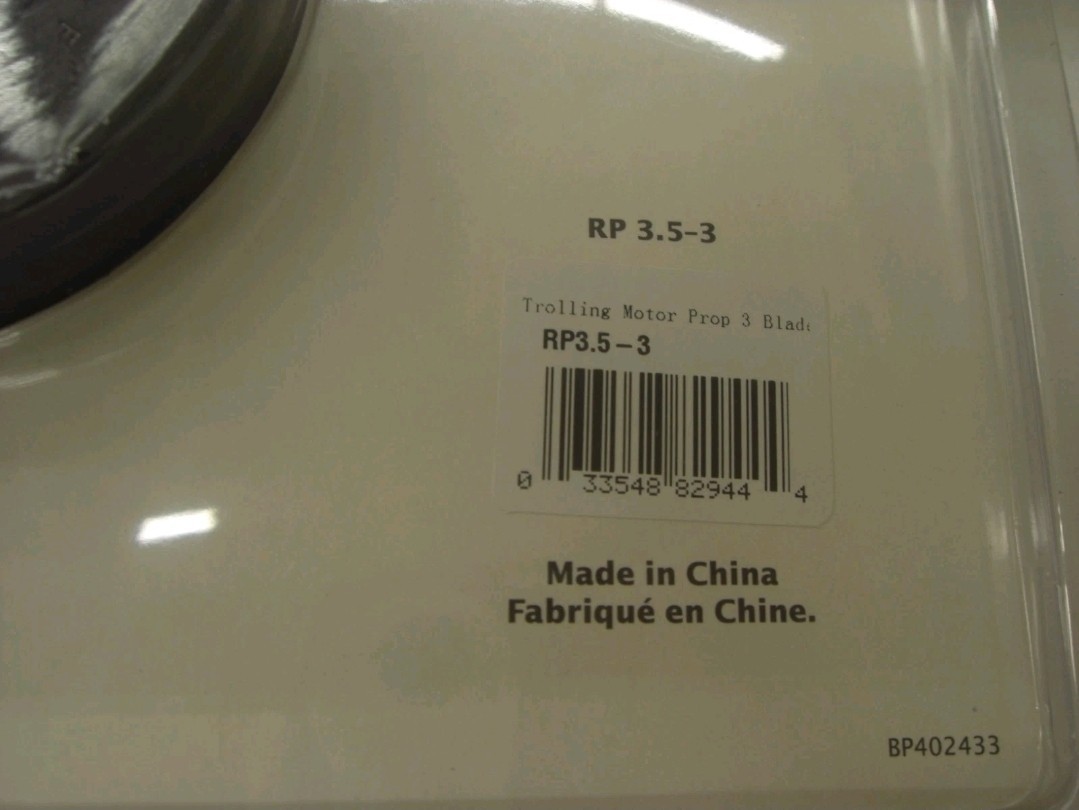 RP 3.5-3
Trolling Motor Prop 3
RP3.5-3
0 33548 82944 4
Made in China
Fabriqué en Chine.
BP402433